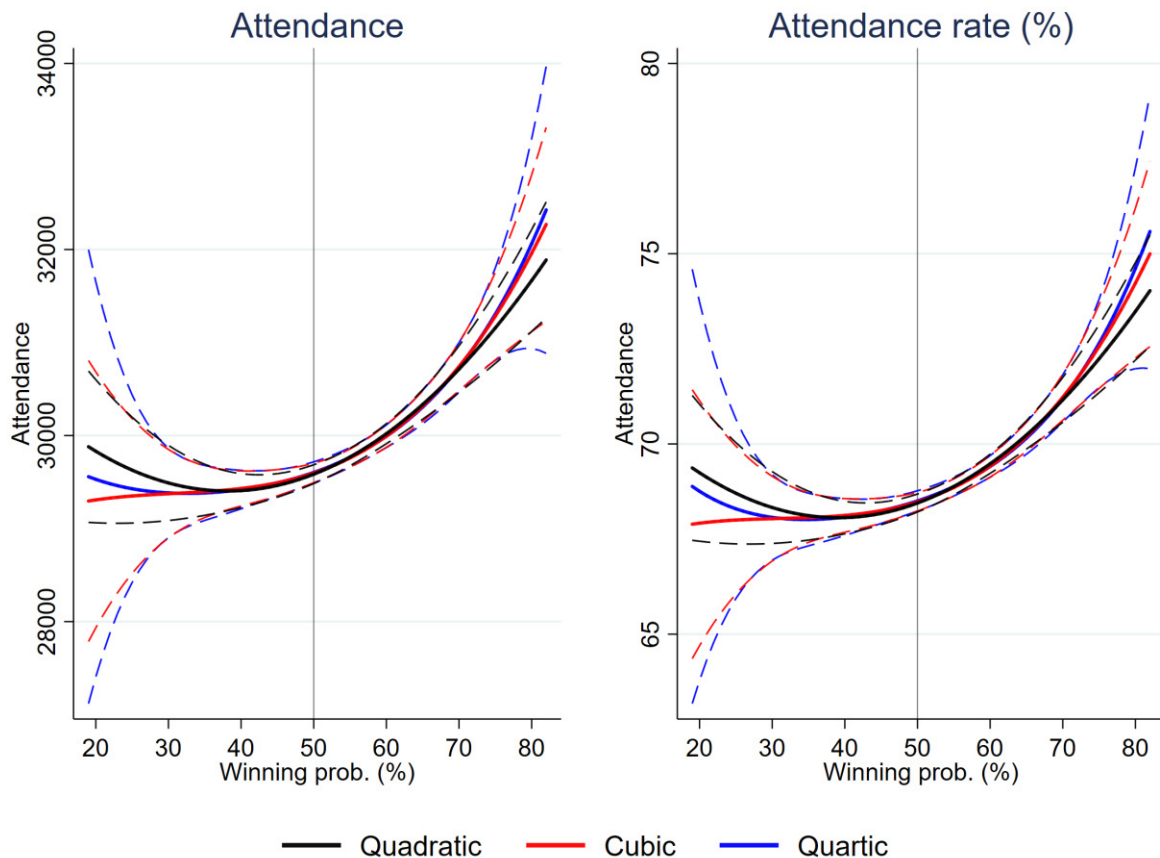 Attendance
Attendance
34000
32000
30000
28000
20 30 40 50 60 70 80
Winning prob. (%)
Attendance rate (%)
Attendance
80
75
70
65
20 30 40 50 60 70 80
Winning prob. (%)
Quadratic Cubic Quartic